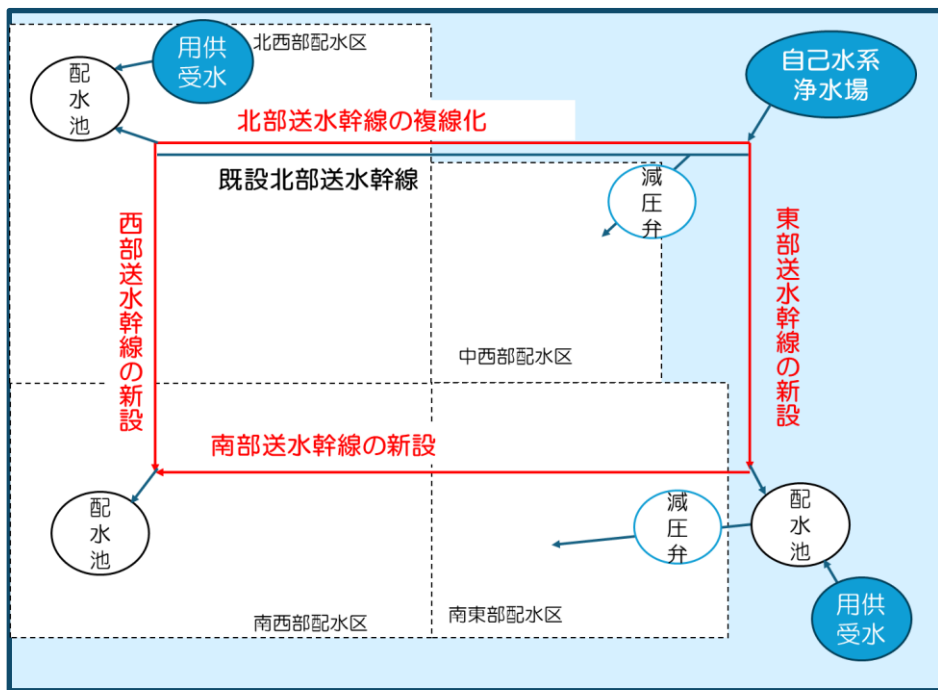 北西部配水区
用供
受水
配水池
自己水系
浄水場
北部送水幹線の複線化
既設北部送水幹線
減圧弁
西部送水幹線の新設
東部送水幹線の新設
中西部配水区
南部送水幹線の新設
配水池
減圧弁
配水池
用供
受水
南西部配水区
南東部配水区